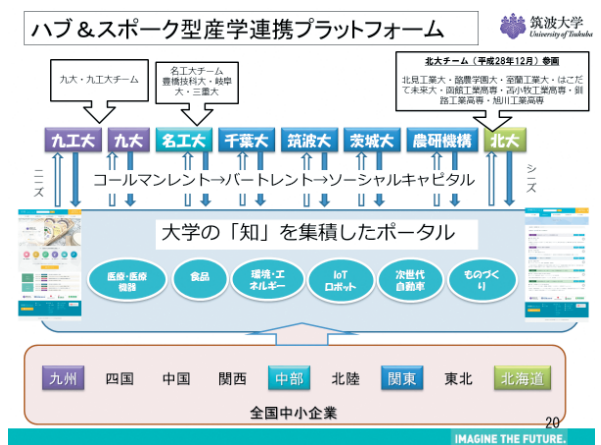 ハブ＆スポーク型産学連携プラットフォーム
筑波大学
University of Tsukuba
九大・九工大チーム
名工大チーム
豊橋技科大・岐阜
大・三重大
北大チーム（平成28年12月）参画
北見工業大・酪農学園大・室蘭工業大・はこだ
て未来大・函館工業高専・苫小牧工業高専・釧
路工業高専・旭川工業高専
九工大 九大 名工大 千葉大 筑波大 茨城大 農研機構 北大
ニーズ
シーズ
コールマンレント→バートレント→ソーシャルキャピタル
大学の「知」を集積したポータル
医療・医療
機器
食品
環境・エ
ネルギー
IoT
ロボット
次世代
自動車
ものづく
り
九州 四国 中国 関西 中部 北陸 関東 東北 北海道
全国中小企業
20
IMAGINE THE FUTURE.